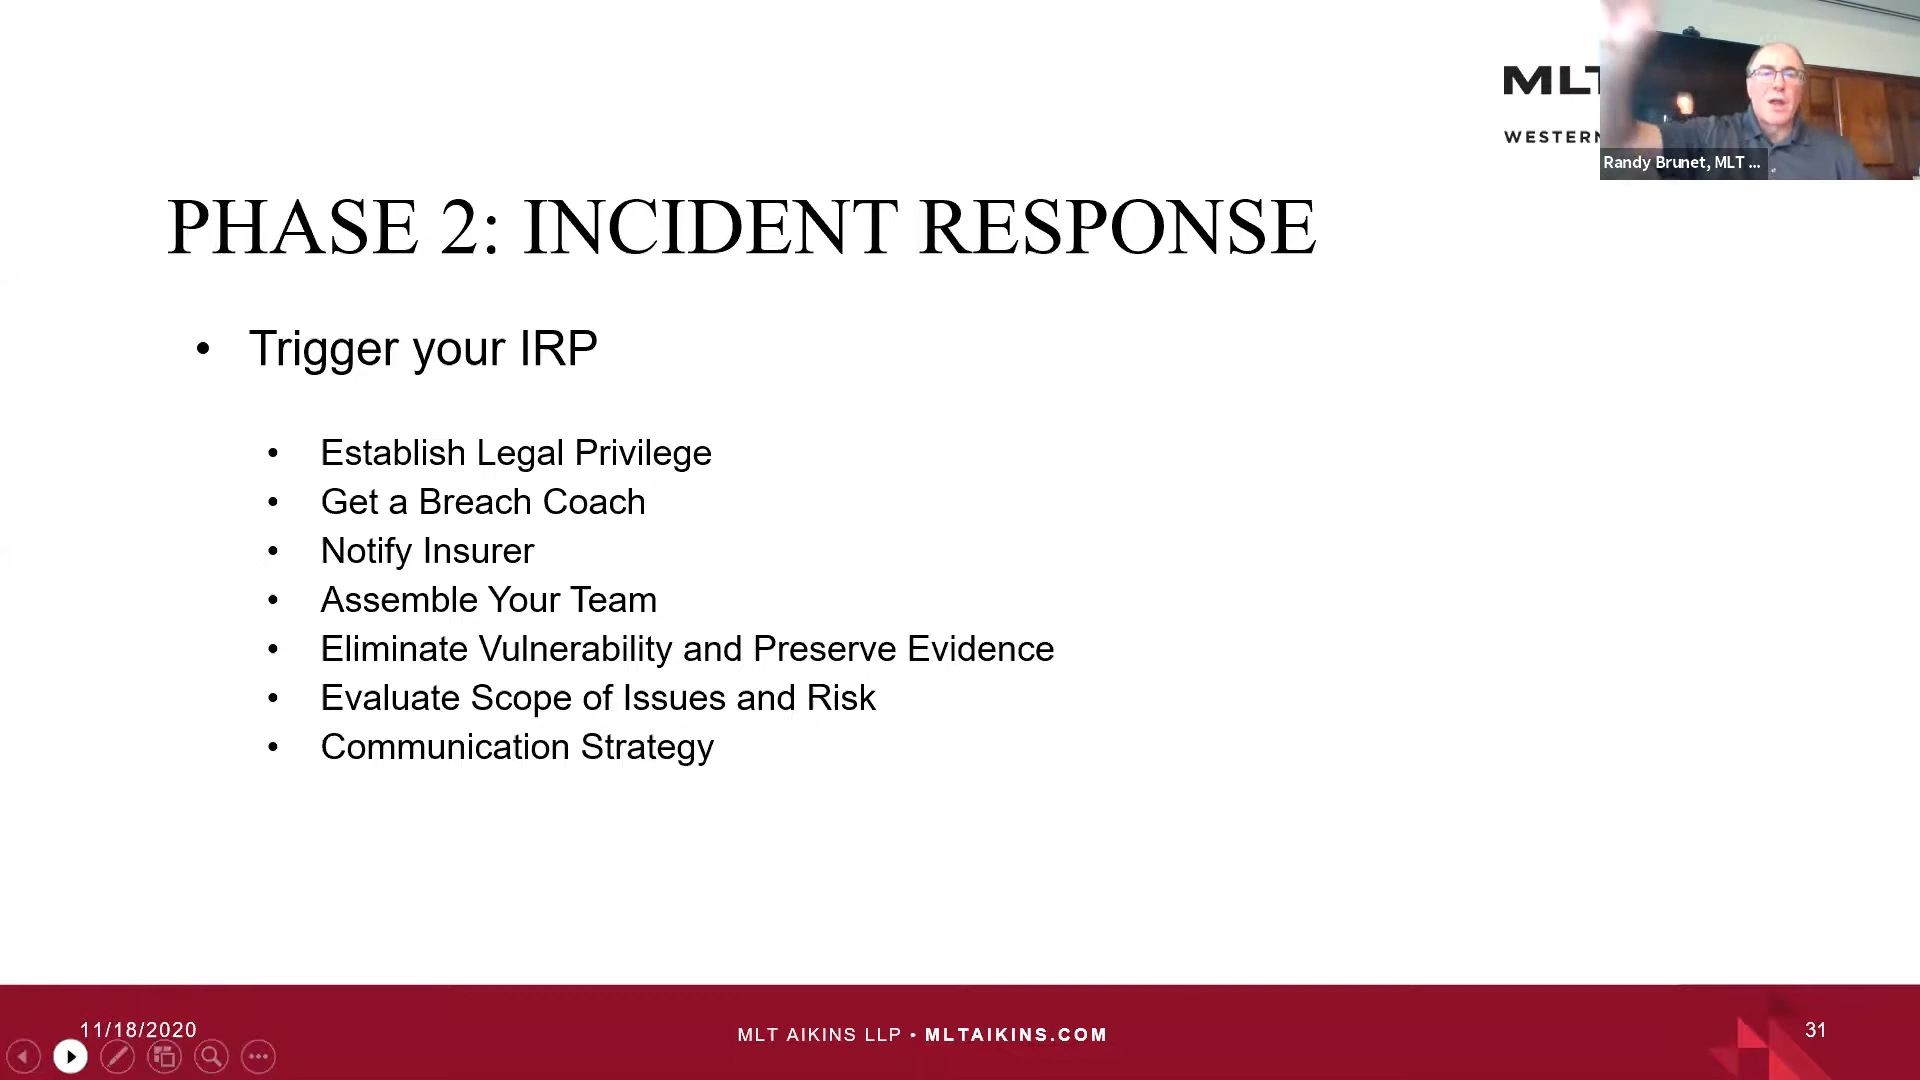 MLT
WESTERN
Randy Brunet, MLT ...
PHASE 2: INCIDENT RESPONSE
• Trigger your IRP
• Establish Legal Privilege
• Get a Breach Coach
• Notify Insurer
• Assemble Your Team
• Eliminate Vulnerability and Preserve Evidence
• Evaluate Scope of Issues and Risk
• Communication Strategy
11/18/2020
MLT AIKINS LLP • MLTAIKINS.COM
31